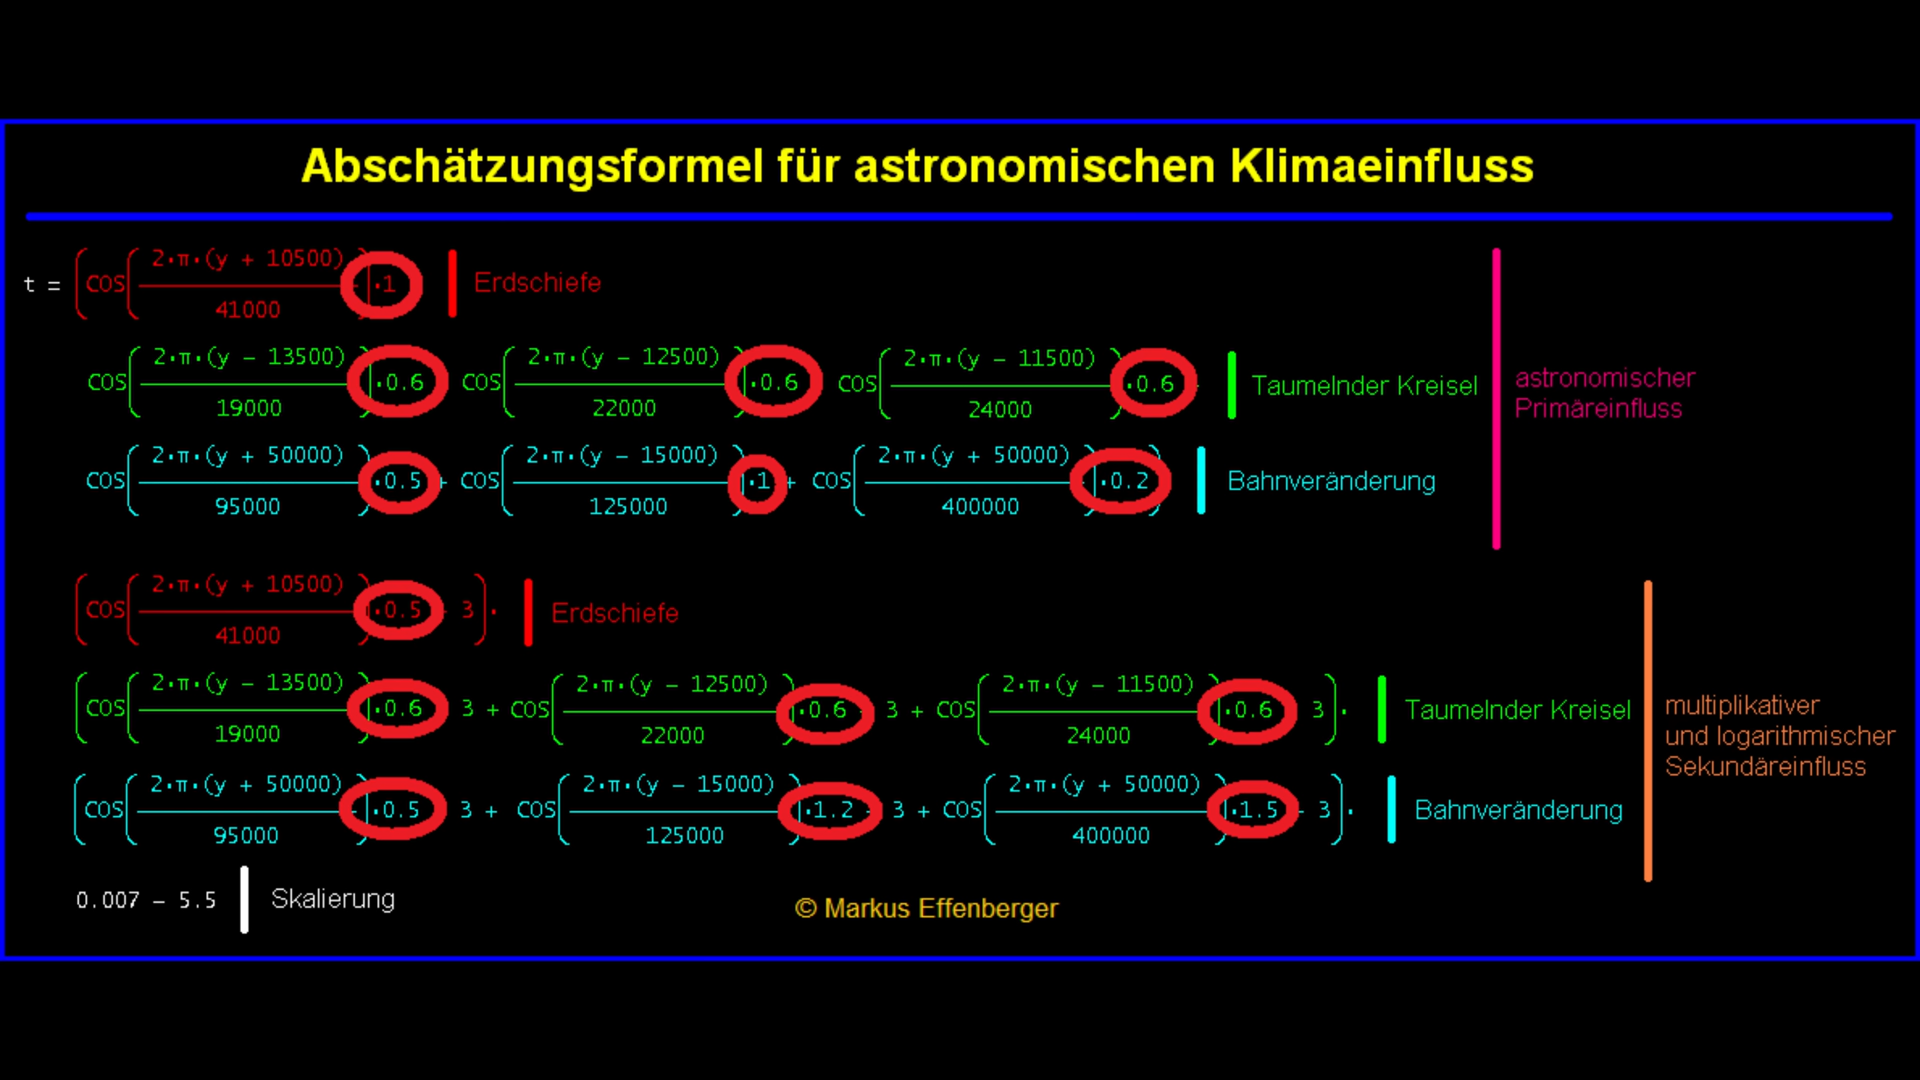 Abschätzungsformel für astronomischen Klimaeinfluss
t = (COS(2·π·(y + 10500) / 41000)·1 Erdschiefe
COS(2·π·(y − 13500) / 19000)·0.6 COS(2·π·(y − 12500) / 22000)·0.6 COS(2·π·(y − 11500) / 24000)·0.6 Taumelnder Kreisel
COS(2·π·(y + 50000) / 95000)·0.5 + COS(2·π·(y − 15000) / 125000)·1 + COS(2·π·(y + 50000) / 400000)·0.2) Bahnveränderung
astronomischer
Primäreinfluss
(COS(2·π·(y + 10500) / 41000)·0.5 3)· Erdschiefe
(COS(2·π·(y − 13500) / 19000)·0.6 3 + COS(2·π·(y − 12500) / 22000)·0.6 3 + COS(2·π·(y − 11500) / 24000)·0.6 3)· Taumelnder Kreisel
(COS(2·π·(y + 50000) / 95000)·0.5 3 + COS(2·π·(y − 15000) / 125000)·1.2 3 + COS(2·π·(y + 50000) / 400000)·1.5 − 3)· Bahnveränderung
multiplikativer
und logarithmischer
Sekundäreinfluss
0.007 − 5.5 Skalierung
© Markus Effenberger